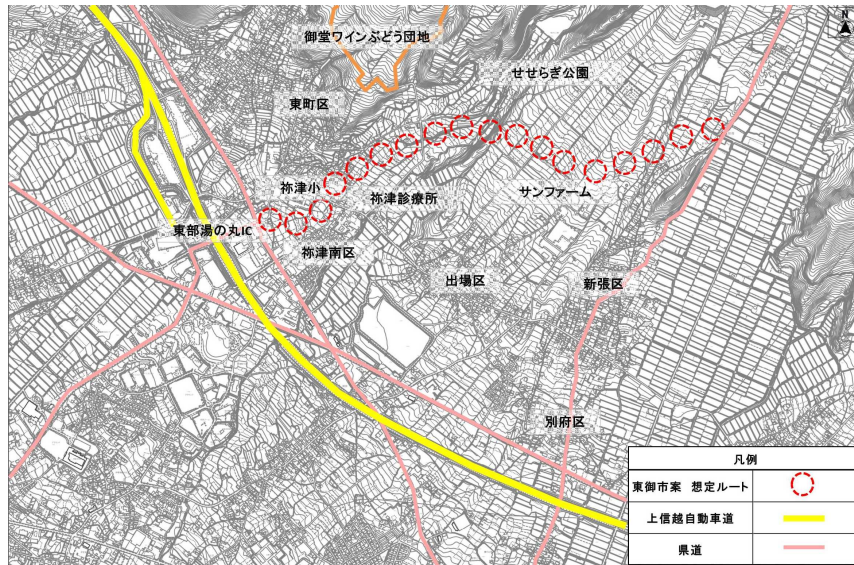 N
御堂ワインぶどう団地
せせらぎ公園
東町区
祢津小
祢津診療所
サンファーム
東部湯の丸IC
祢津南区
出場区
新張区
別府区
凡例
東御市案 想定ルート
上信越自動車道
県道